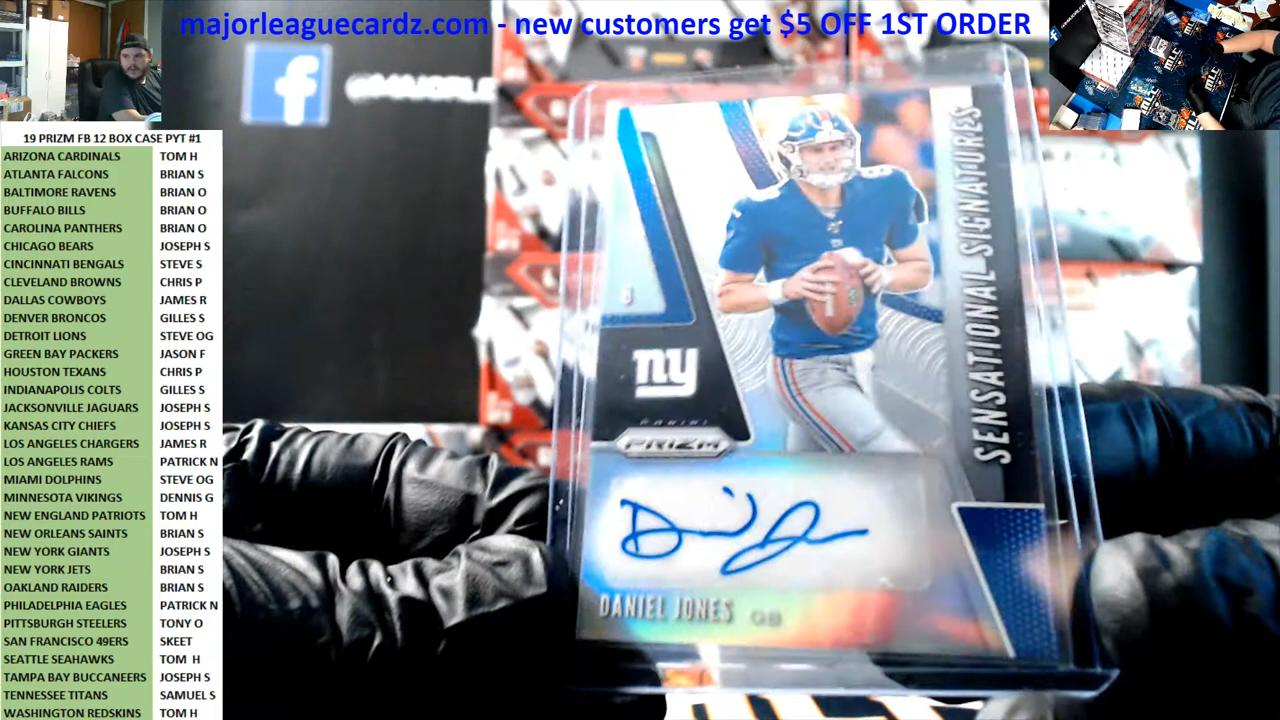 majorleaguecardz.com - new customers get $5 OFF 1ST ORDER
19 PRIZM FB 12 BOX CASE PYT #1
ARIZONA CARDINALS TOM H
ATLANTA FALCONS BRIAN S
BALTIMORE RAVENS BRIAN O
BUFFALO BILLS BRIAN O
CAROLINA PANTHERS BRIAN O
CHICAGO BEARS JOSEPH S
CINCINNATI BENGALS STEVE S
CLEVELAND BROWNS CHRIS P
DALLAS COWBOYS JAMES R
DENVER BRONCOS GILLES S
DETROIT LIONS STEVE OG
GREEN BAY PACKERS JASON F
HOUSTON TEXANS CHRIS P
INDIANAPOLIS COLTS GILLES S
JACKSONVILLE JAGUARS JOSEPH S
KANSAS CITY CHIEFS JOSEPH S
LOS ANGELES CHARGERS JAMES R
LOS ANGELES RAMS PATRICK N
MIAMI DOLPHINS STEVE OG
MINNESOTA VIKINGS DENNIS G
NEW ENGLAND PATRIOTS TOM H
NEW ORLEANS SAINTS BRIAN S
NEW YORK GIANTS JOSEPH S
NEW YORK JETS BRIAN S
OAKLAND RAIDERS BRIAN S
PHILADELPHIA EAGLES PATRICK N
PITTSBURGH STEELERS TONY O
SAN FRANCISCO 49ERS SKEET
SEATTLE SEAHAWKS TOM H
TAMPA BAY BUCCANEERS JOSEPH S
TENNESSEE TITANS SAMUEL S
WASHINGTON REDSKINS TOM H
f
SENSATIONAL SIGNATURES
8
ny
PANINI
PRIZM
DANIEL JONES QB
MLC